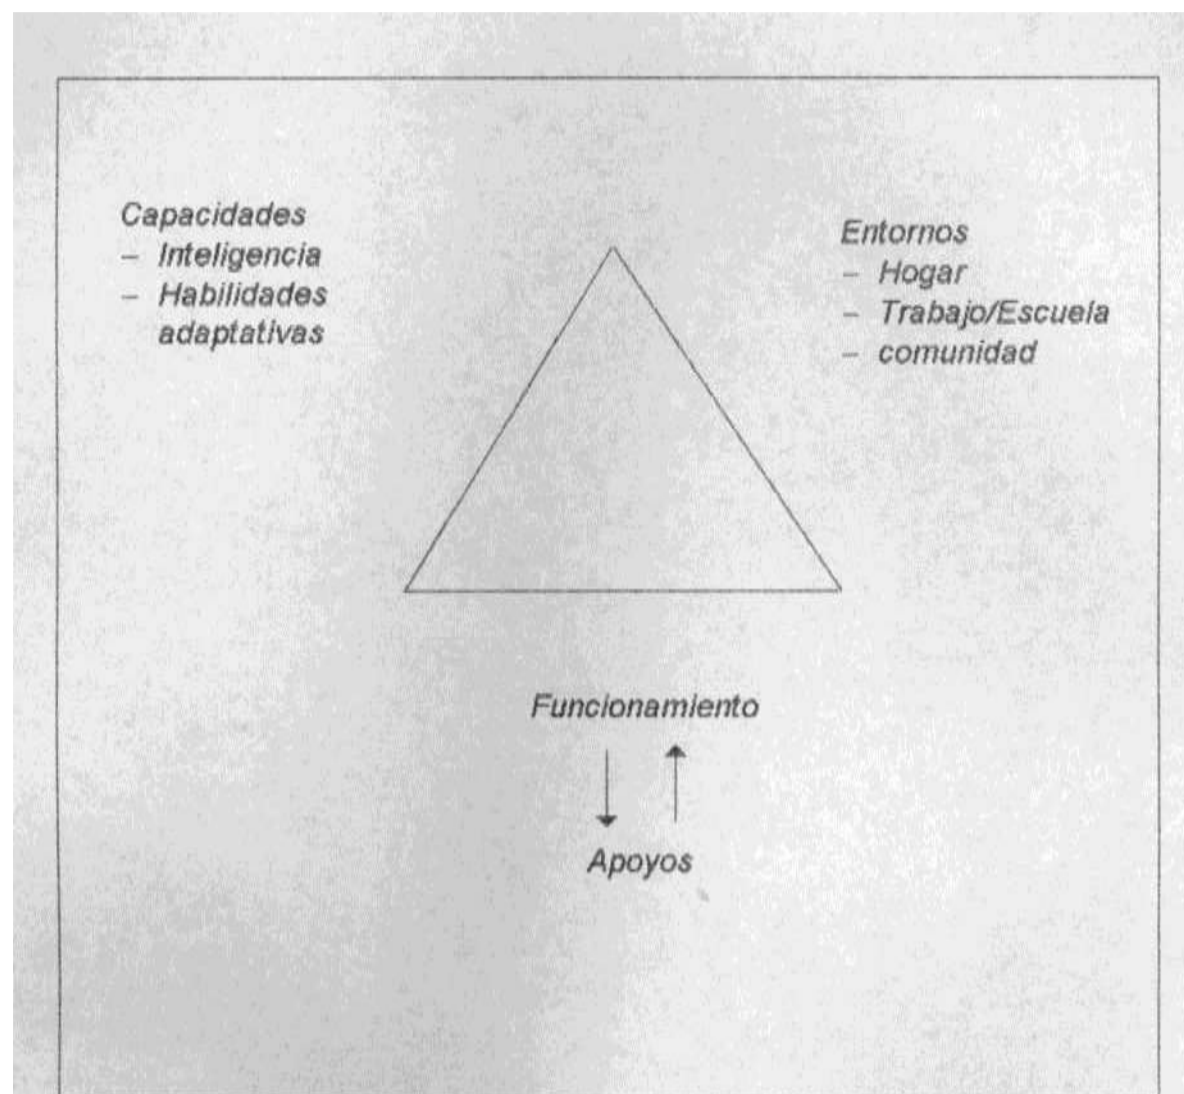 Capacidades
– Inteligencia
– Habilidades
adaptativas
Entornos
– Hogar
– Trabajo/Escuela
– comunidad
Funcionamiento
Apoyos